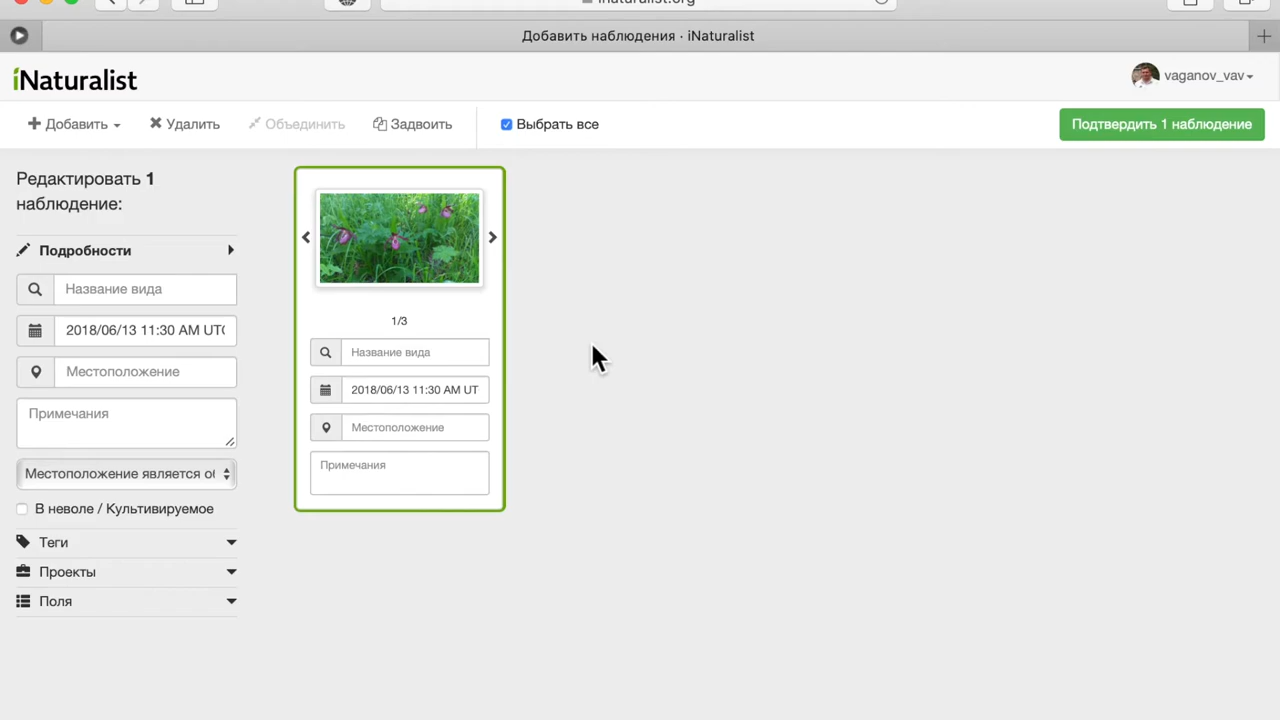 inaturalist.org
Добавить наблюдения · iNaturalist
iNaturalist
vaganov_vav
Добавить
Удалить
Объединить
Задвоить
Выбрать все
Подтвердить 1 наблюдение
Редактировать 1
наблюдение:
Подробности
Название вида
2018/06/13 11:30 AM UTC
Местоположение
Примечания
Местоположение является об
В неволе / Культивируемое
Теги
Проекты
Поля
1/3
Название вида
2018/06/13 11:30 AM UT
Местоположение
Примечания